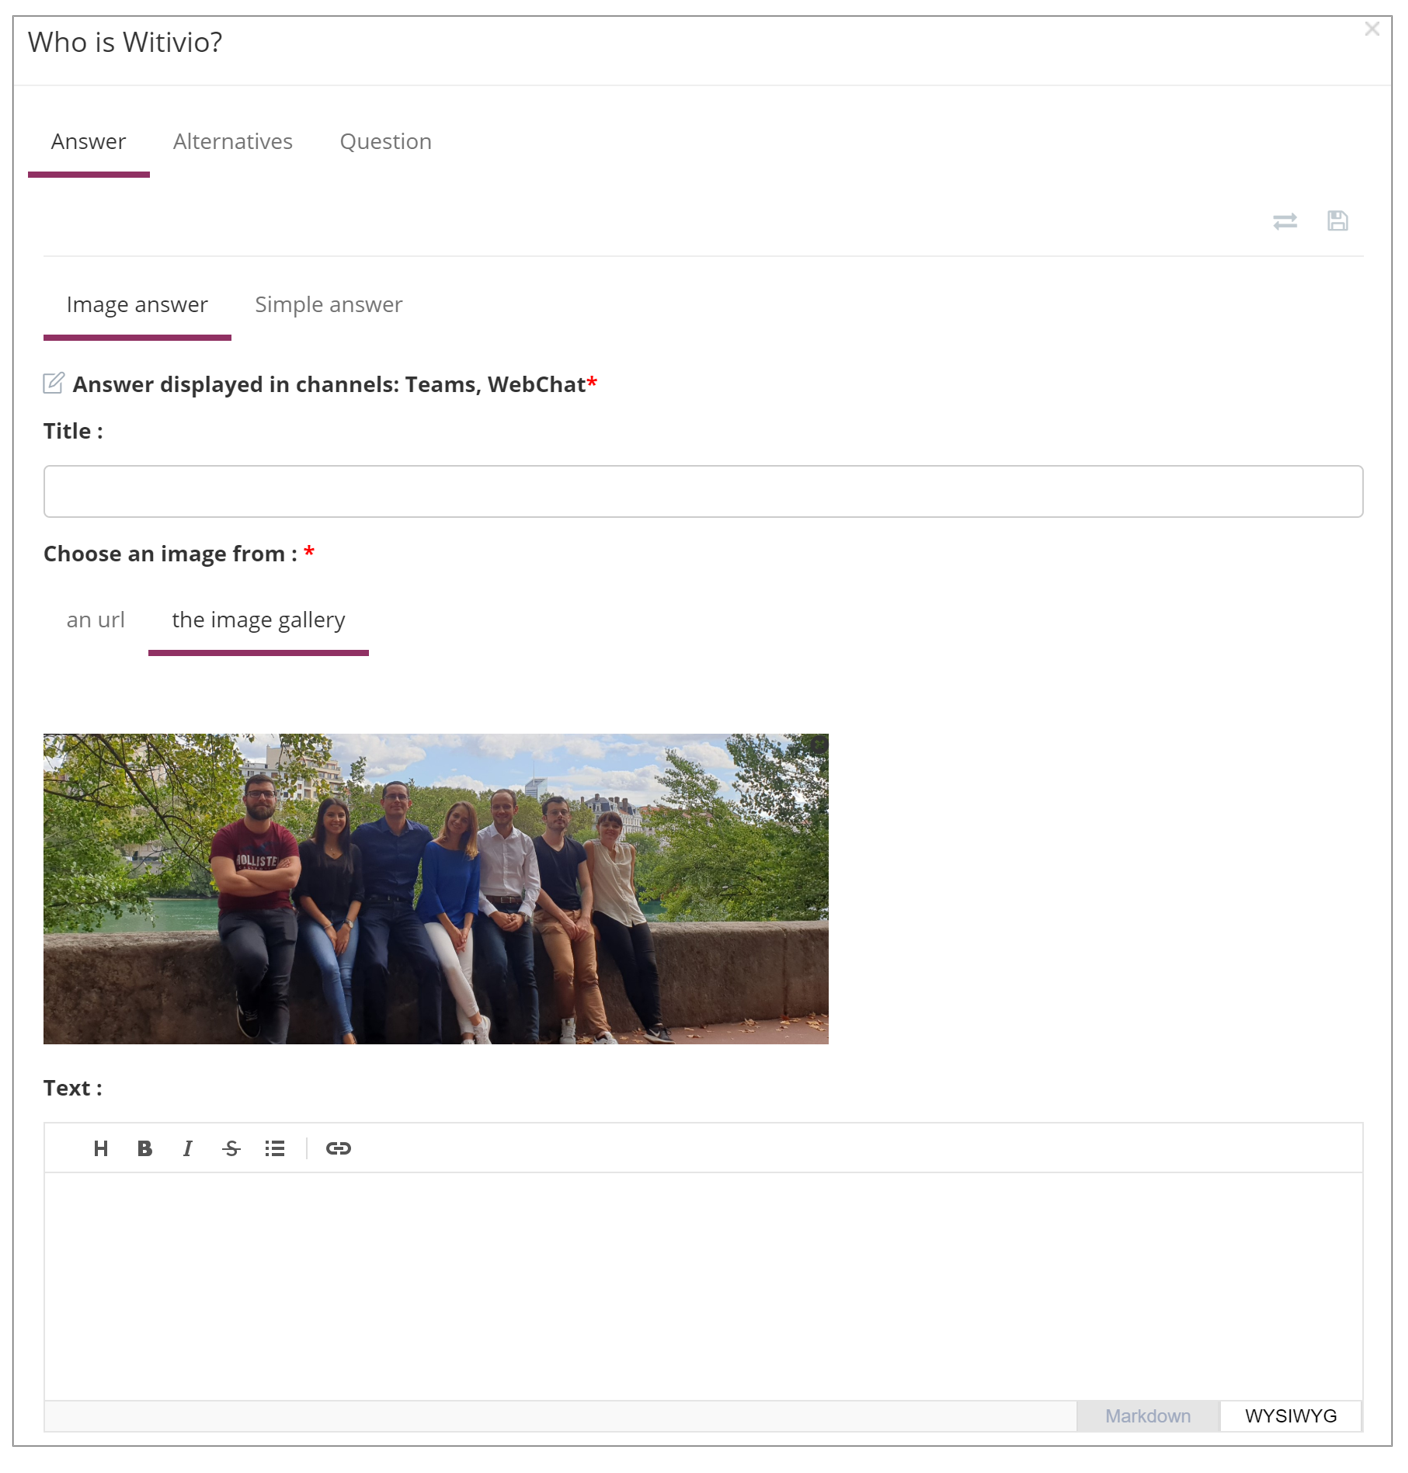 Who is Witivio?
×
Answer Alternatives Question
Image answer Simple answer
Answer displayed in channels: Teams, WebChat*
Title :
Choose an image from : *
an url the image gallery
HOLLISTE
Text :
H B I S
Markdown WYSIWYG